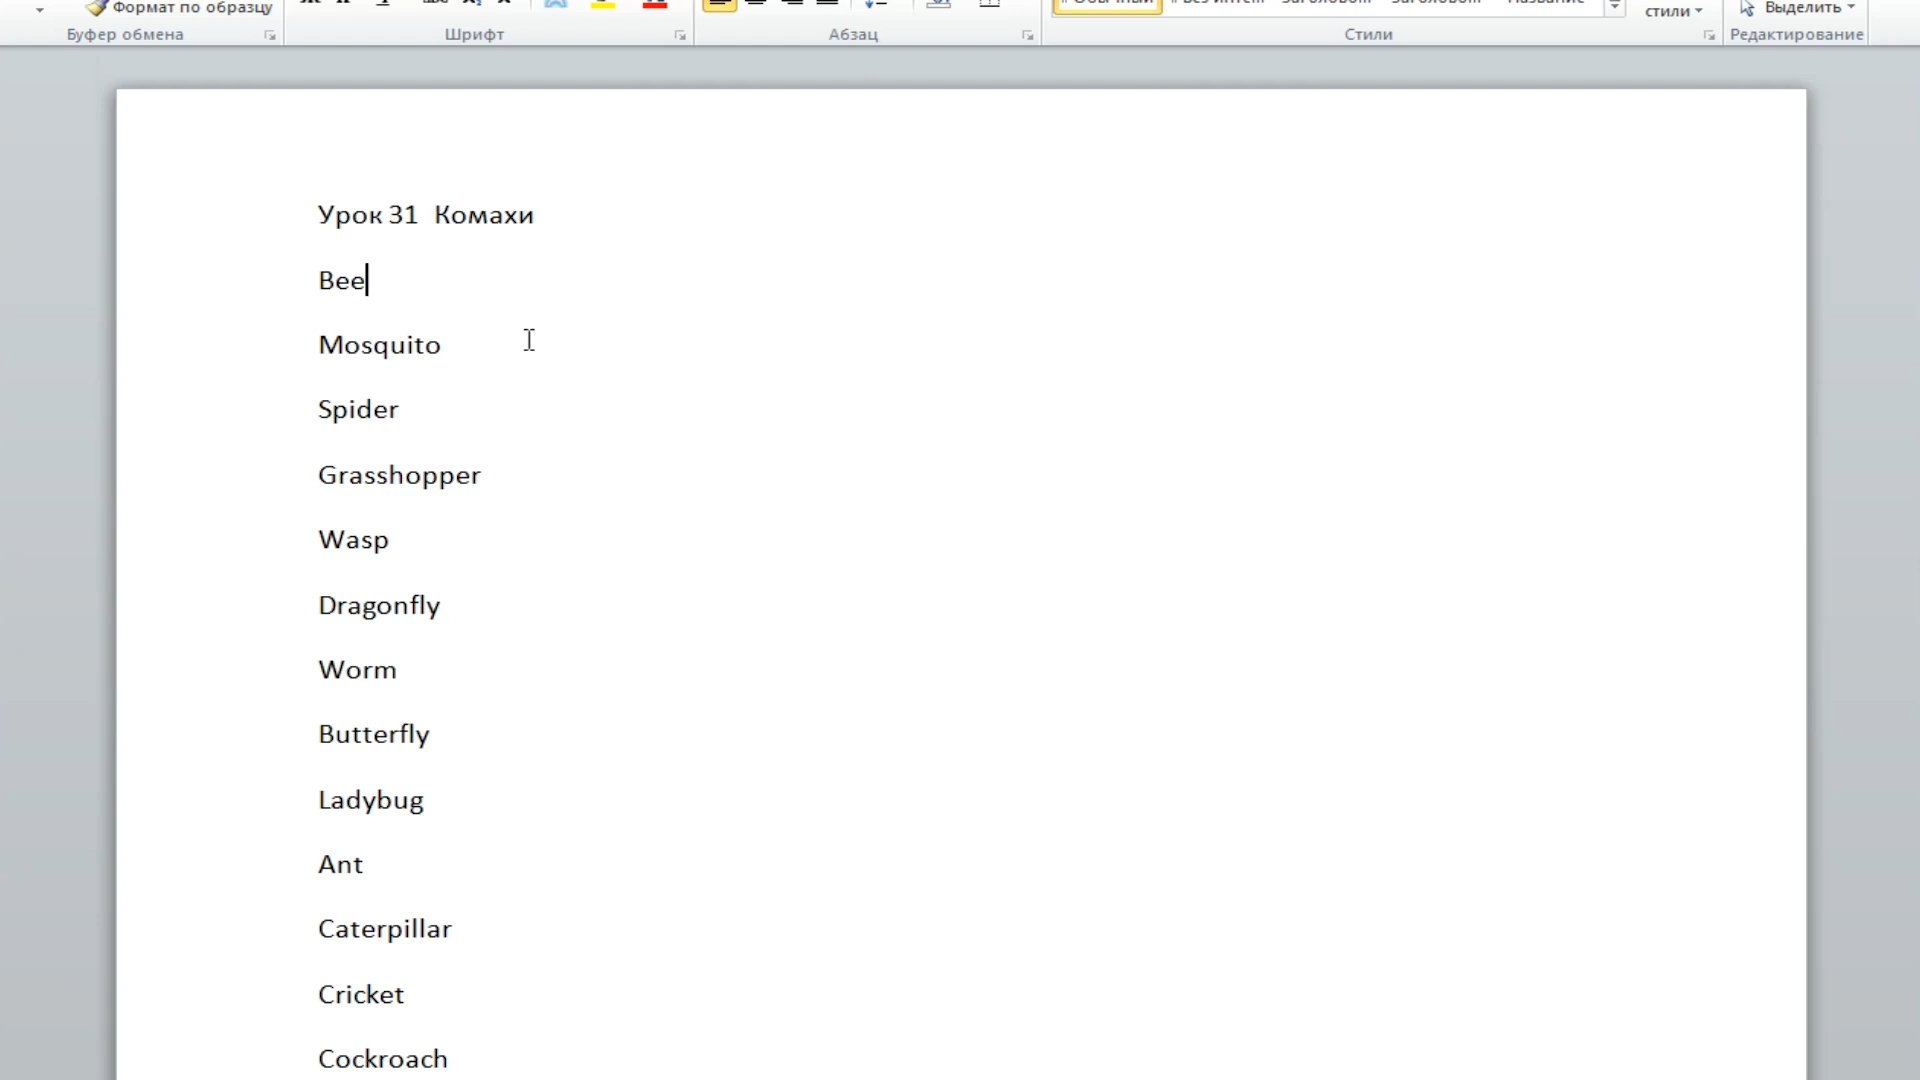 Формат по образцу
стили
Выделить
Буфер обмена
Шрифт
Абзац
Стили
Редактирование
Урок 31 Комахи
Bee
Mosquito
Spider
Grasshopper
Wasp
Dragonfly
Worm
Butterfly
Ladybug
Ant
Caterpillar
Cricket
Cockroach